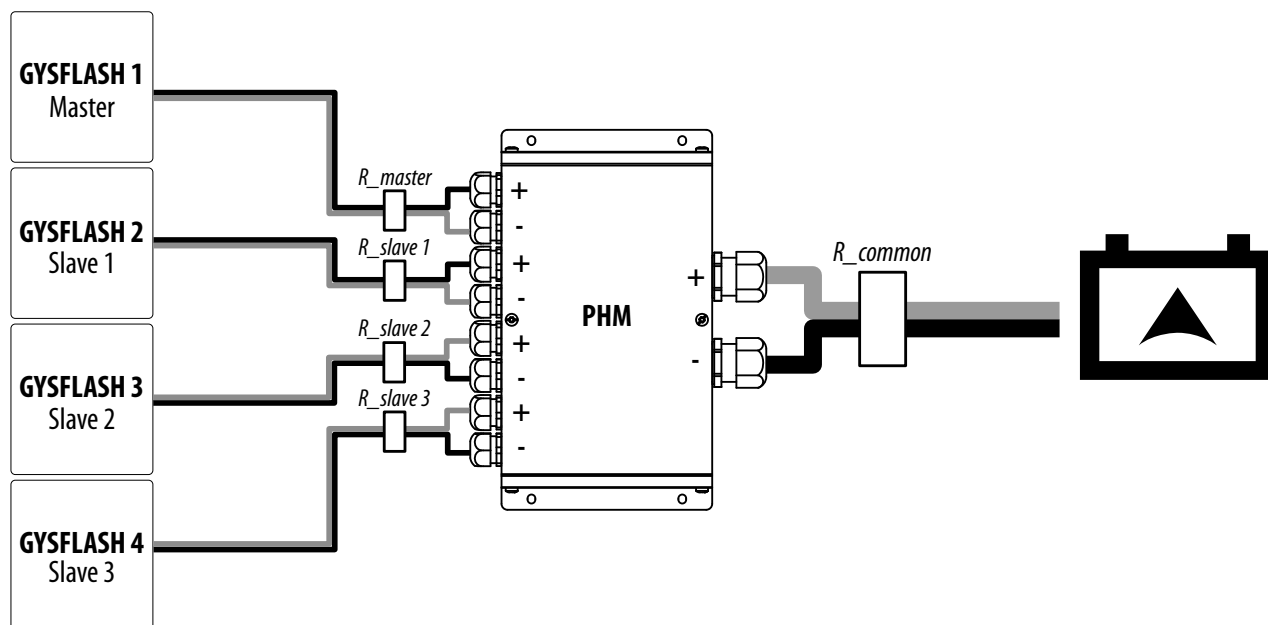 GYSFLASH 1
Master
GYSFLASH 2
Slave 1
GYSFLASH 3
Slave 2
GYSFLASH 4
Slave 3
R_master
R_slave 1
R_slave 2
R_slave 3
+
-
+
-
+
-
+
-
PHM
+
-
R_common